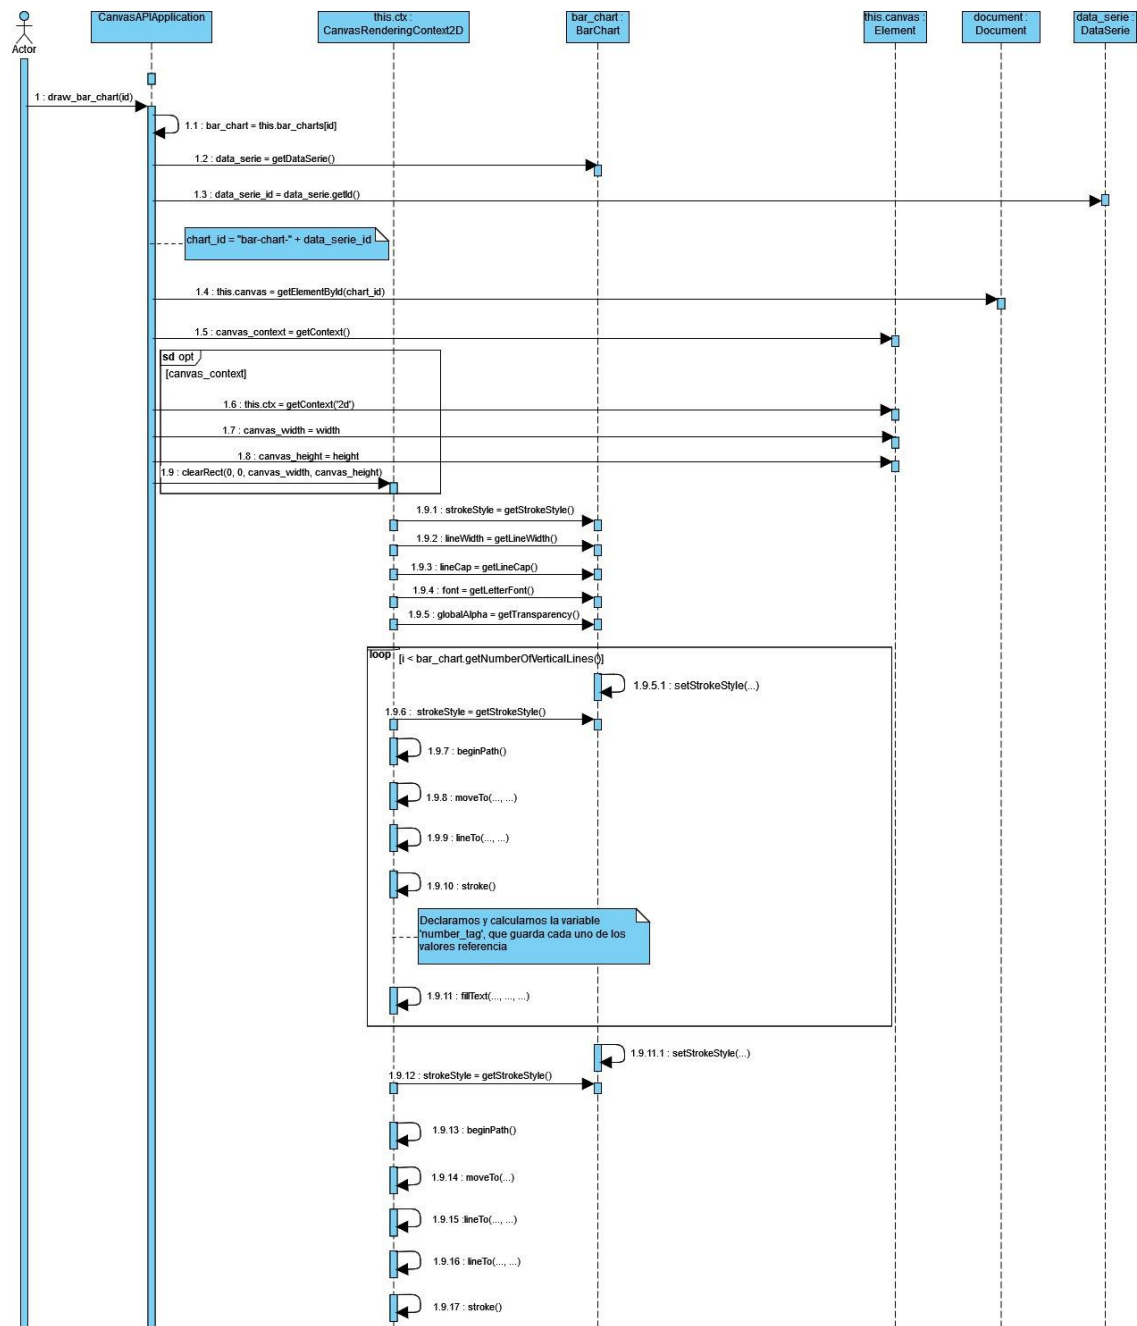 CanvasAPIApplication
this.ctx :
CanvasRenderingContext2D
bar_chart :
BarChart
this.canvas :
Element
document :
Document
data_serie :
DataSerie
Actor
1 : draw_bar_chart(id)
1.1 : bar_chart = this.bar_charts[id]
1.2 : data_serie = getDataSerie()
1.3 : data_serie_id = data_serie.getId()
chart_id = "bar-chart-" + data_serie_id
1.4 : this.canvas = getElementById(chart_id)
1.5 : canvas_context = getContext()
sd opt
[canvas_context]
1.6 : this.ctx = getContext('2d')
1.7 : canvas_width = width
1.8 : canvas_height = height
1.9 : clearRect(0, 0, canvas_width, canvas_height)
1.9.1 : strokeStyle = getStrokeStyle()
1.9.2 : lineWidth = getLineWidth()
1.9.3 : lineCap = getLineCap()
1.9.4 : font = getLetterFont()
1.9.5 : globalAlpha = getTransparency()
loop
[i < bar_chart.getNumberOfVerticalLines()]
1.9.5.1 : setStrokeStyle(...)
1.9.6 : strokeStyle = getStrokeStyle()
1.9.7 : beginPath()
1.9.8 : moveTo(..., ...)
1.9.9 : lineTo(..., ...)
1.9.10 : stroke()
Declaramos y calculamos la variable
'number_tag', que guarda cada uno de los
valores referencia
1.9.11 : fillText(..., ..., ...)
1.9.11.1 : setStrokeStyle(...)
1.9.12 : strokeStyle = getStrokeStyle()
1.9.13 : beginPath()
1.9.14 : moveTo(...)
1.9.15 :lineTo(..., ...)
1.9.16 : lineTo(..., ...)
1.9.17 : stroke()